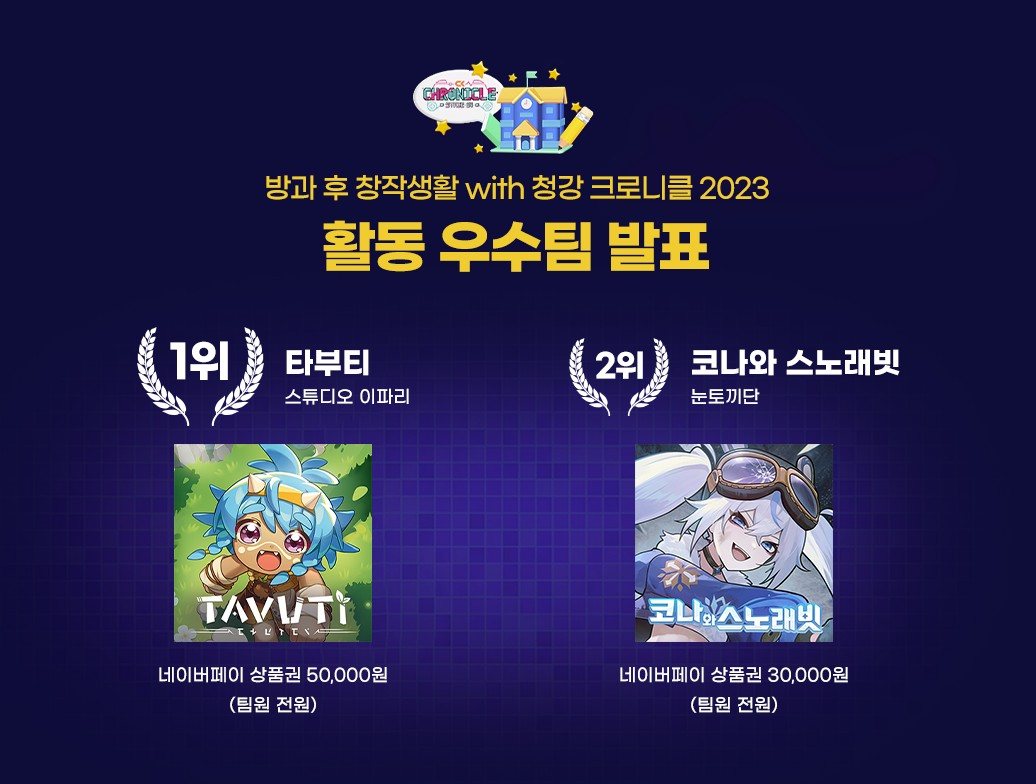 CK
CHRONICLE
방과 후 창작생활 with 청강 크로니클 2023
활동 우수팀 발표
1위
타부티
스튜디오 이파리
2위
코나와 스노래빗
눈토끼단
TAVUTI
코나와스노래빗
네이버페이 상품권 50,000원
(팀원 전원)
네이버페이 상품권 30,000원
(팀원 전원)